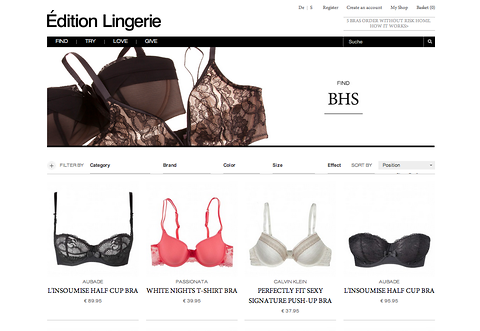 De | $ Register Create an account My Shop Basket (0)
Édition Lingerie
3 BRAS ORDER WITHOUT RISK HOME.
HOW IT WORKS>
FIND | TRY | LOVE | GIVE
Suche
FIND
BHS
+ FILTER BY Category Brand Color Size Effect SORT BY Position
AUBADE
L'INSOUMISE HALF CUP BRA
€ 89.95
PASSIONATA
WHITE NIGHTS T-SHIRT BRA
€ 39.95
CALVIN KLEIN
PERFECTLY FIT SEXY
SIGNATURE PUSH-UP BRA
€ 37.95
AUBADE
L'INSOUMISE HALF CUP BRA
€ 95.95